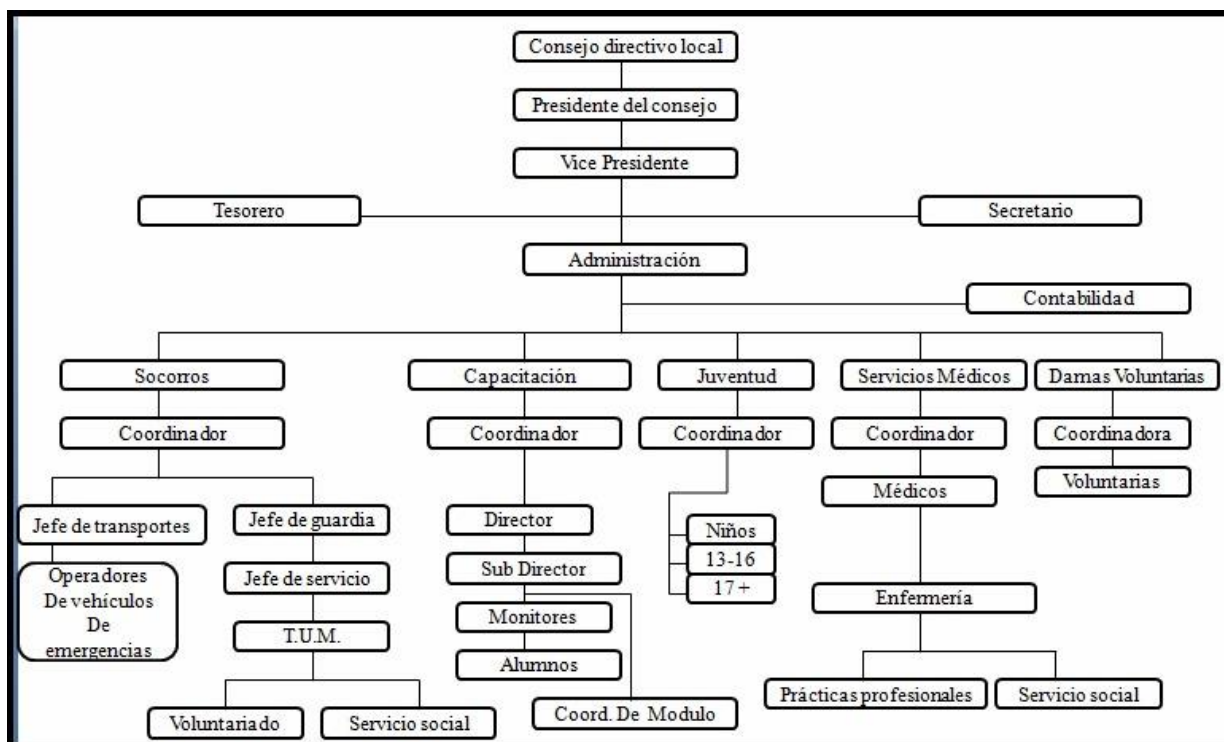 Consejo directivo local
Presidente del consejo
Vice Presidente
Tesorero
Secretario
Administración
Contabilidad
Socorros
Capacitación
Juventud
Servicios Médicos
Damas Voluntarias
Coordinador
Coordinador
Coordinador
Coordinador
Coordinadora
Voluntarias
Médicos
Jefe de transportes
Jefe de guardia
Director
Niños
13-16
17 +
Operadores
De vehículos
De
emergencias
Jefe de servicio
Sub Director
Monitores
Enfermería
T.U.M.
Alumnos
Prácticas profesionales
Servicio social
Voluntariado
Servicio social
Coord. De Modulo